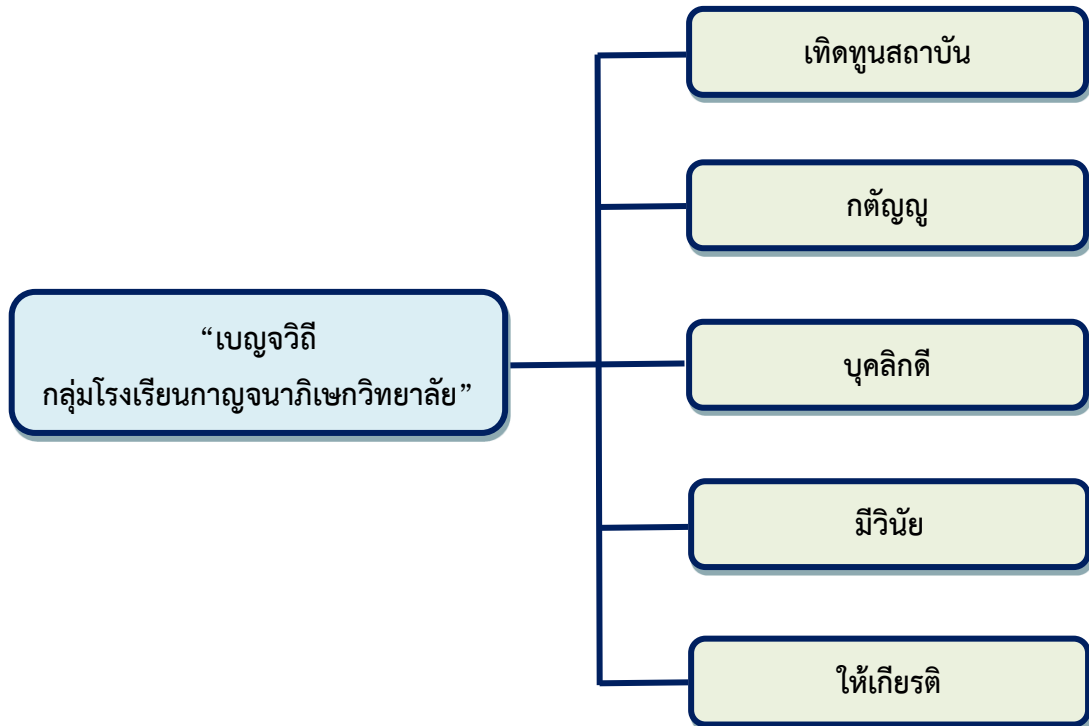 “เบญจวิถี
กลุ่มโรงเรียนกาญจนาภิเษกวิทยาลัย”
เทิดทูนสถาบัน
กตัญญู
บุคลิกดี
มีวินัย
ให้เกียรติ